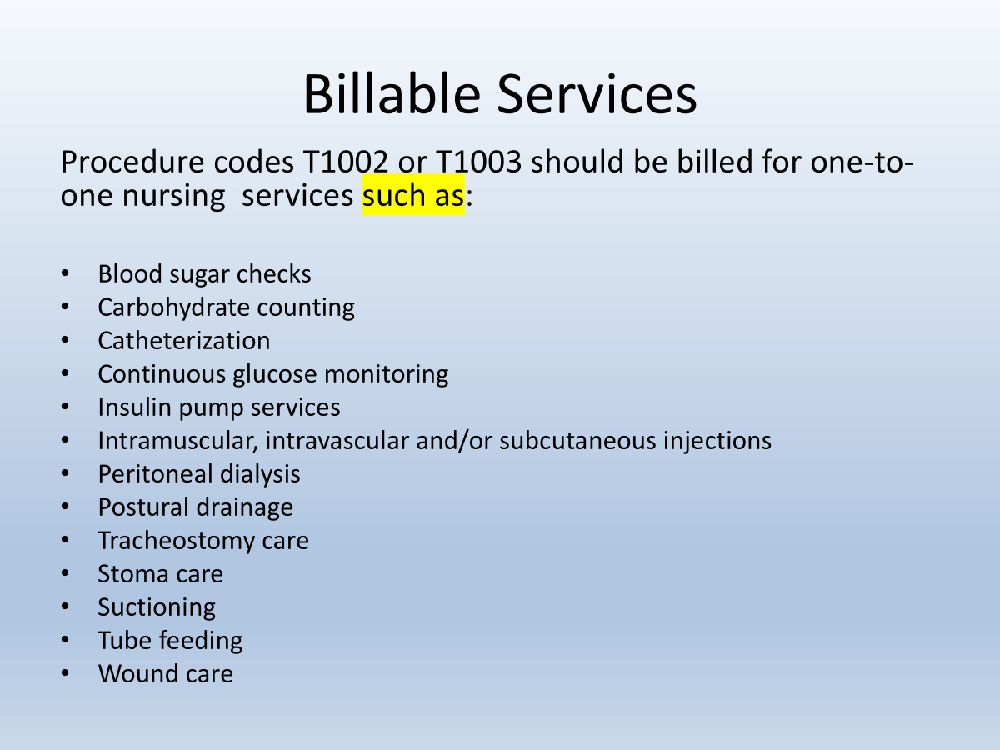 Billable Services
Procedure codes T1002 or T1003 should be billed for one-to-
one nursing  services such as:
• Blood sugar checks
• Carbohydrate counting
• Catheterization
• Continuous glucose monitoring
• Insulin pump services
• Intramuscular, intravascular and/or subcutaneous injections
• Peritoneal dialysis
• Postural drainage
• Tracheostomy care
• Stoma care
• Suctioning
• Tube feeding
• Wound care